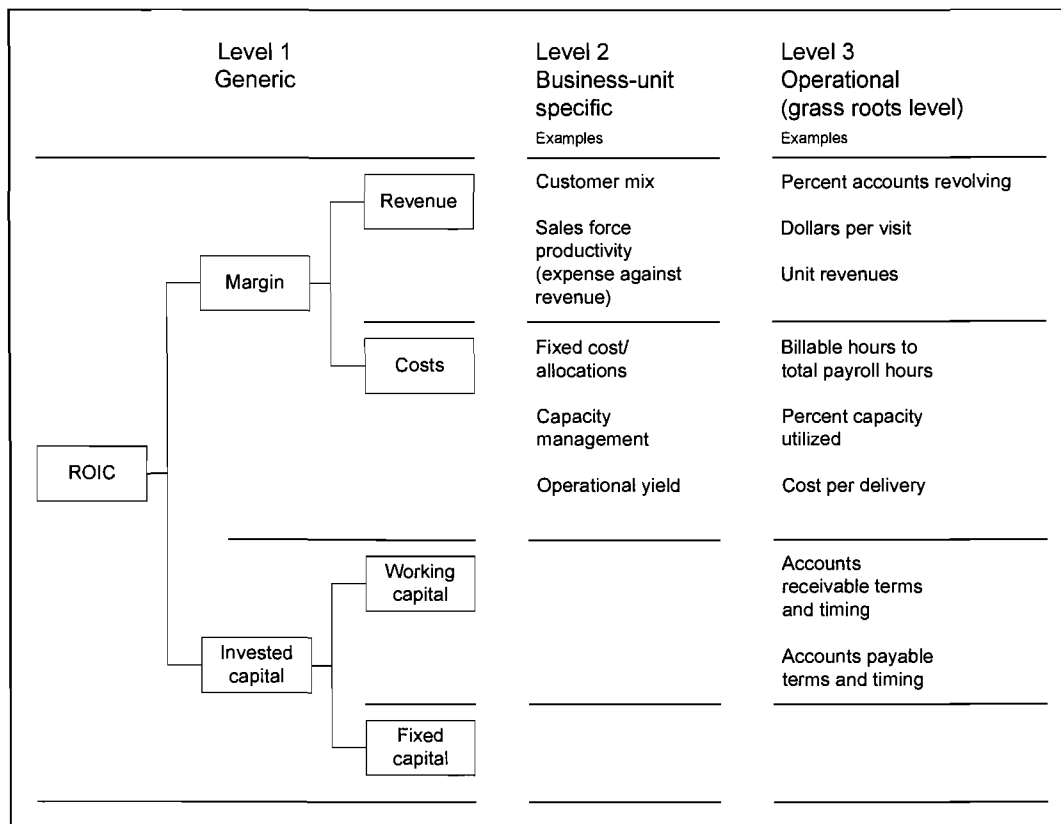 Level 1
Generic
Level 2
Business-unit
specific
Examples
Level 3
Operational
(grass roots level)
Examples
ROIC
Margin
Revenue
Customer mix
Sales force
productivity
(expense against
revenue)
Percent accounts revolving
Dollars per visit
Unit revenues
Costs
Fixed cost/
allocations
Capacity
management
Operational yield
Billable hours to
total payroll hours
Percent capacity
utilized
Cost per delivery
Invested
capital
Working
capital
Accounts
receivable terms
and timing
Accounts payable
terms and timing
Fixed
capital